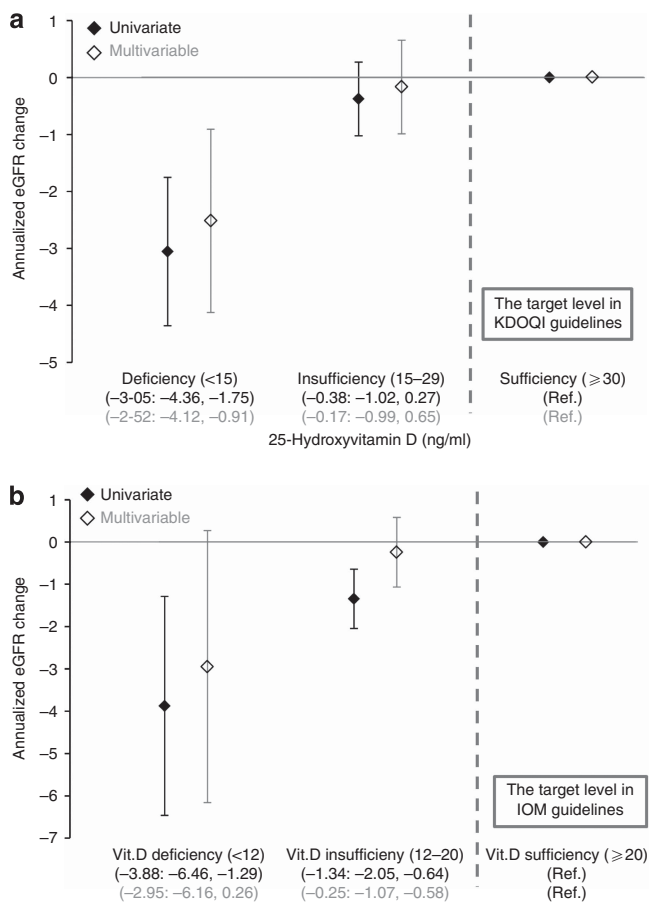 a
Univariate
Multivariable
1
0
–1
–2
–3
–4
–5
Annualized eGFR change
The target level in
KDOQI guidelines
Deficiency (<15) Insufficiency (15–29) Sufficiency (⩾30)
(–3-05: –4.36, –1.75) (–0.38: –1.02, 0.27) (Ref.)
(–2-52: –4.12, –0.91) (–0.17: –0.99, 0.65) (Ref.)
25-Hydroxyvitamin D (ng/ml)
b
Univariate
Multivariable
1
0
–1
–2
–3
–4
–5
–6
–7
Annualized eGFR change
The target level in
IOM guidelines
Vit.D deficiency (<12) Vit.D insufficieny (12–20) Vit.D sufficiency (⩾20)
(–3.88: –6.46, –1.29) (–1.34: –2.05, –0.64) (Ref.)
(–2.95: –6.16, 0.26) (–0.25: –1.07, –0.58) (Ref.)